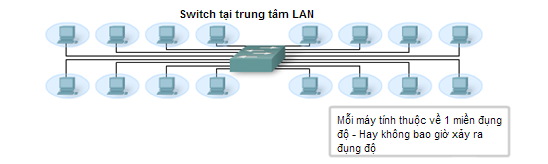 Switch tại trung tâm LAN
Mỗi máy tính thuộc về 1 miền đụng
độ - Hay không bao giờ xảy ra
đụng độ